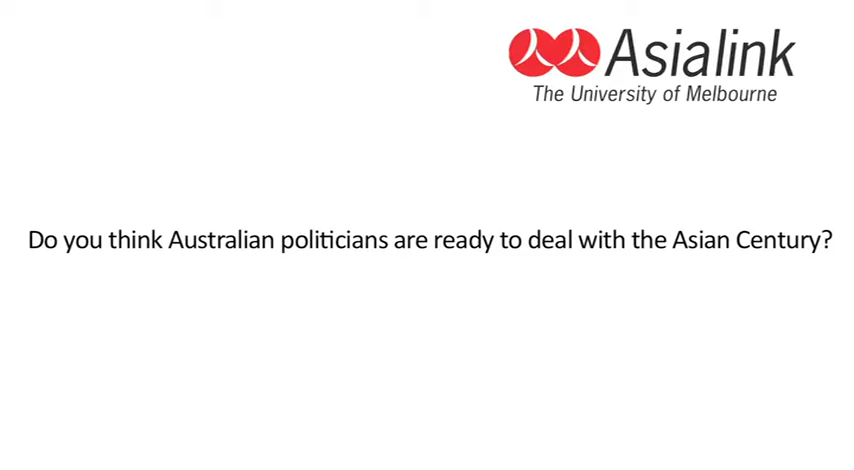 Asialink
The University of Melbourne
Do you think Australian politicians are ready to deal with the Asian Century?